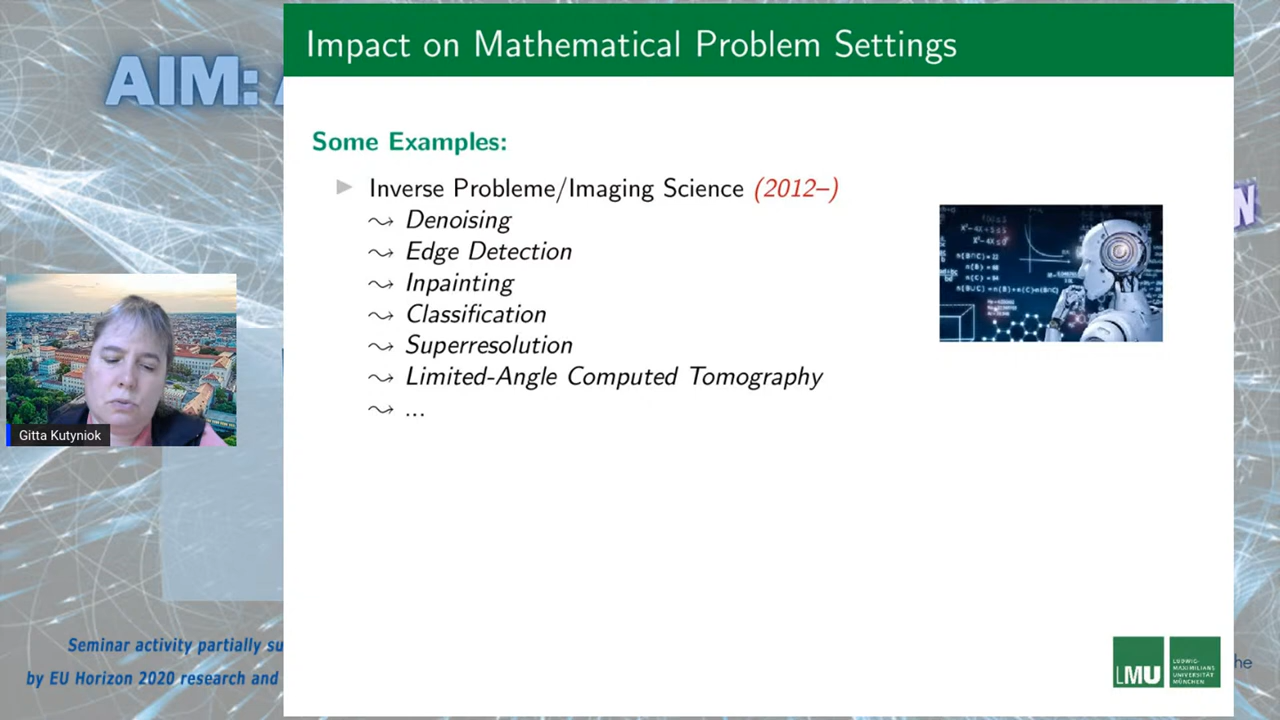 Impact on Mathematical Problem Settings
AIM:
Some Examples:
Inverse Probleme/Imaging Science (2012–)
⤳ Denoising
⤳ Edge Detection
⤳ Inpainting
⤳ Classification
⤳ Superresolution
⤳ Limited-Angle Computed Tomography
⤳ ...
N
Gitta Kutyniok
Seminar activity partially su
by EU Horizon 2020 research and
LMU
LUDWIG-
MAXIMILIANS
UNIVERSITÄT
MÜNCHEN
he